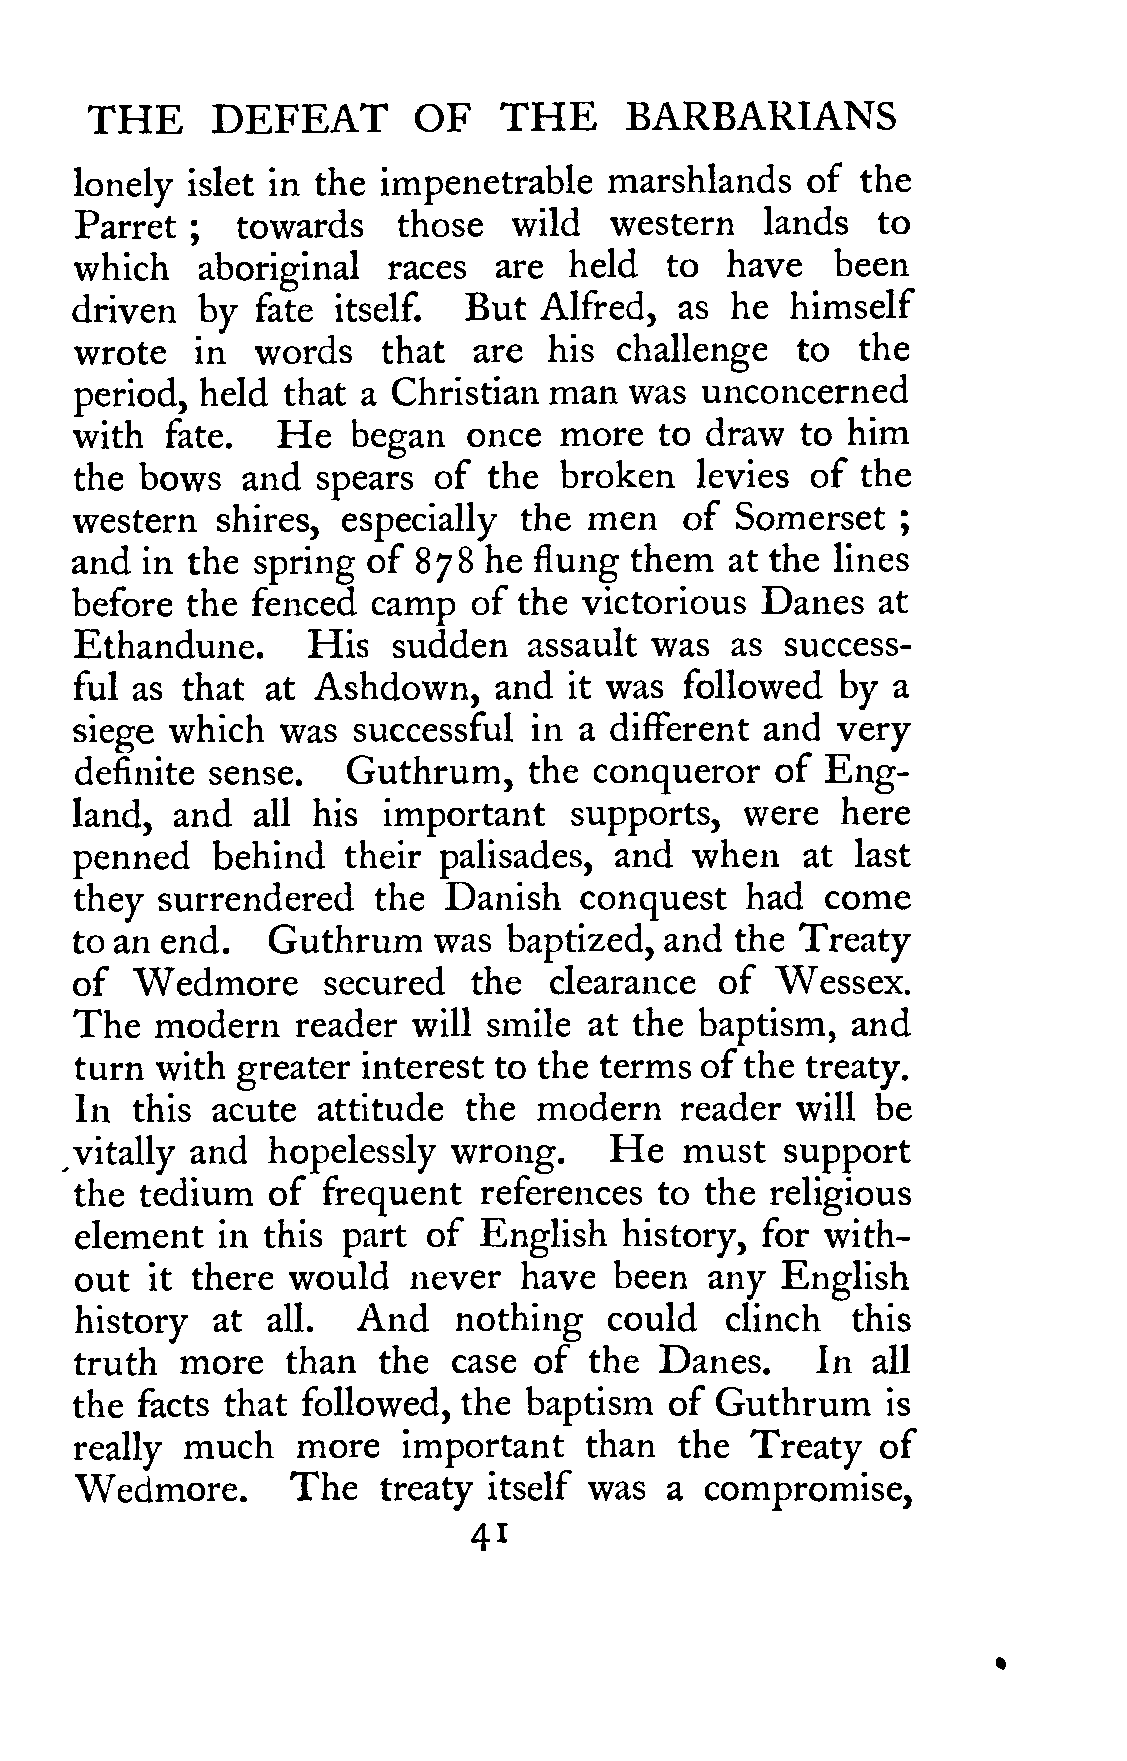 THE DEFEAT OF THE BARBARIANS
lonely islet in the impenetrable marshlands of the
Parret ; towards those wild western lands to
which aboriginal races are held to have been
driven by fate itself. But Alfred, as he himself
wrote in words that are his challenge to the
period, held that a Christian man was unconcerned
with fate. He began once more to draw to him
the bows and spears of the broken levies of the
western shires, especially the men of Somerset ;
and in the spring of 878 he flung them at the lines
before the fenced camp of the victorious Danes at
Ethandune. His sudden assault was as success-
ful as that at Ashdown, and it was followed by a
siege which was successful in a different and very
definite sense. Guthrum, the conqueror of Eng-
land, and all his important supports, were here
penned behind their palisades, and when at last
they surrendered the Danish conquest had come
to an end. Guthrum was baptized, and the Treaty
of Wedmore secured the clearance of Wessex.
The modern reader will smile at the baptism, and
turn with greater interest to the terms of the treaty.
In this acute attitude the modern reader will be
vitally and hopelessly wrong. He must support
the tedium of frequent references to the religious
element in this part of English history, for with-
out it there would never have been any English
history at all. And nothing could clinch this
truth more than the case of the Danes. In all
the facts that followed, the baptism of Guthrum is
really much more important than the Treaty of
Wedmore. The treaty itself was a compromise,
41